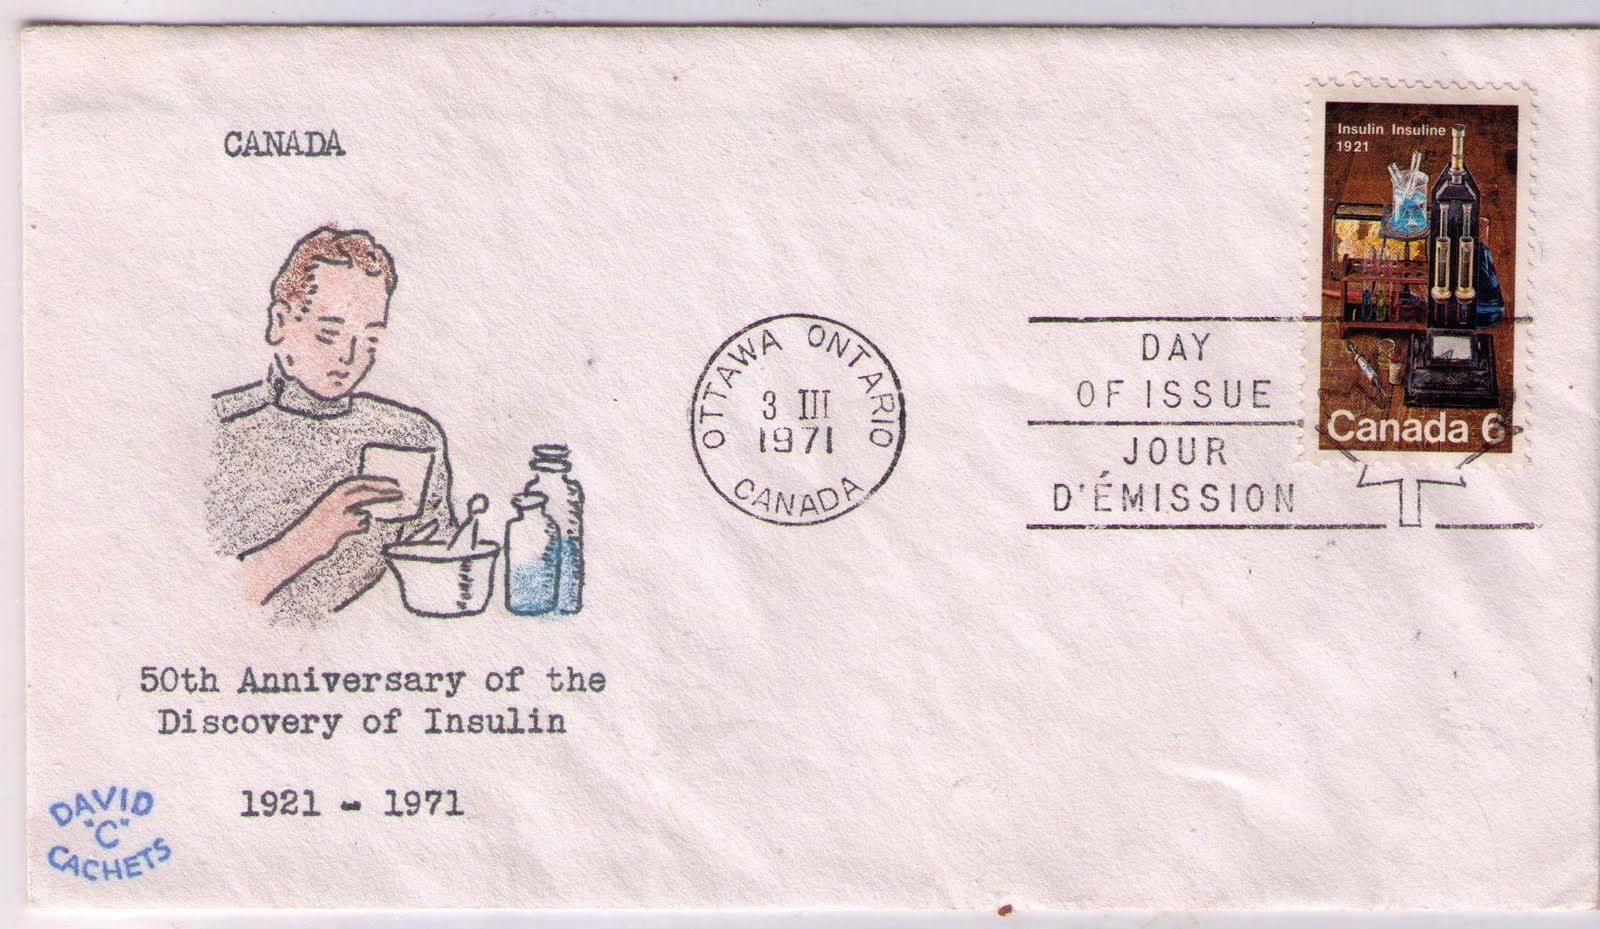 CANADA
50th Anniversary of the
Discovery of Insulin
1921 - 1971
DAVID
"C"
CACHETS
OTTAWA ONTARIO
3 III
1971
CANADA
DAY
OF ISSUE
JOUR
D'ÉMISSION
Insulin Insuline
1921
Canada 6